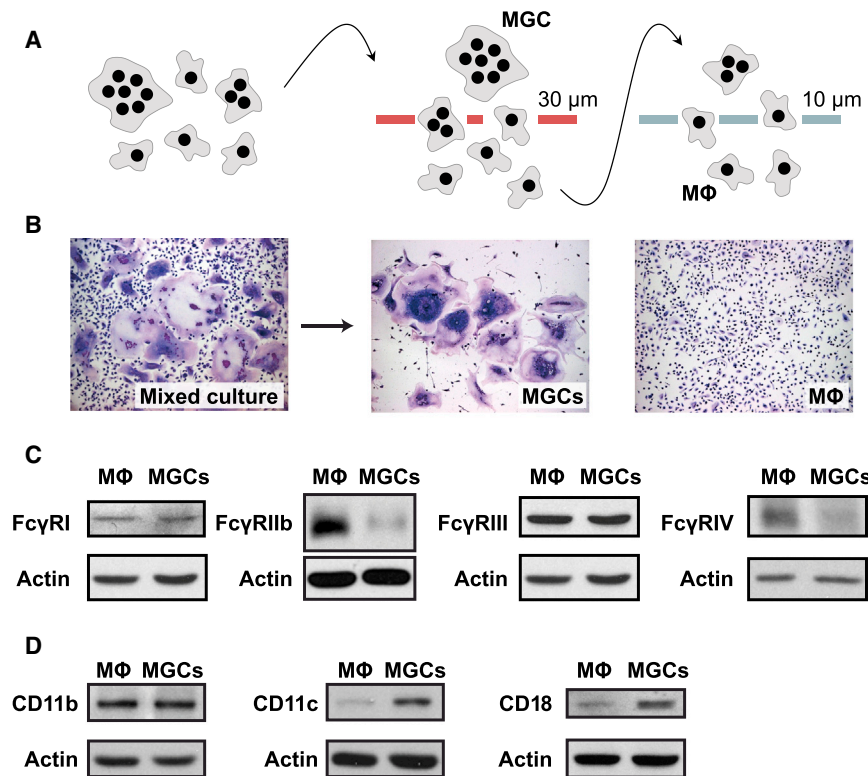 A
MGC
30 µm
10 µm
MΦ
B
Mixed culture
MGCs
MΦ
C
MΦ MGCs
MΦ MGCs
MΦ MGCs
MΦ MGCs
FcγRI
FcγRIIb
FcγRIII
FcγRIV
Actin
Actin
Actin
Actin
D
MΦ MGCs
MΦ MGCs
MΦ MGCs
CD11b
CD11c
CD18
Actin
Actin
Actin